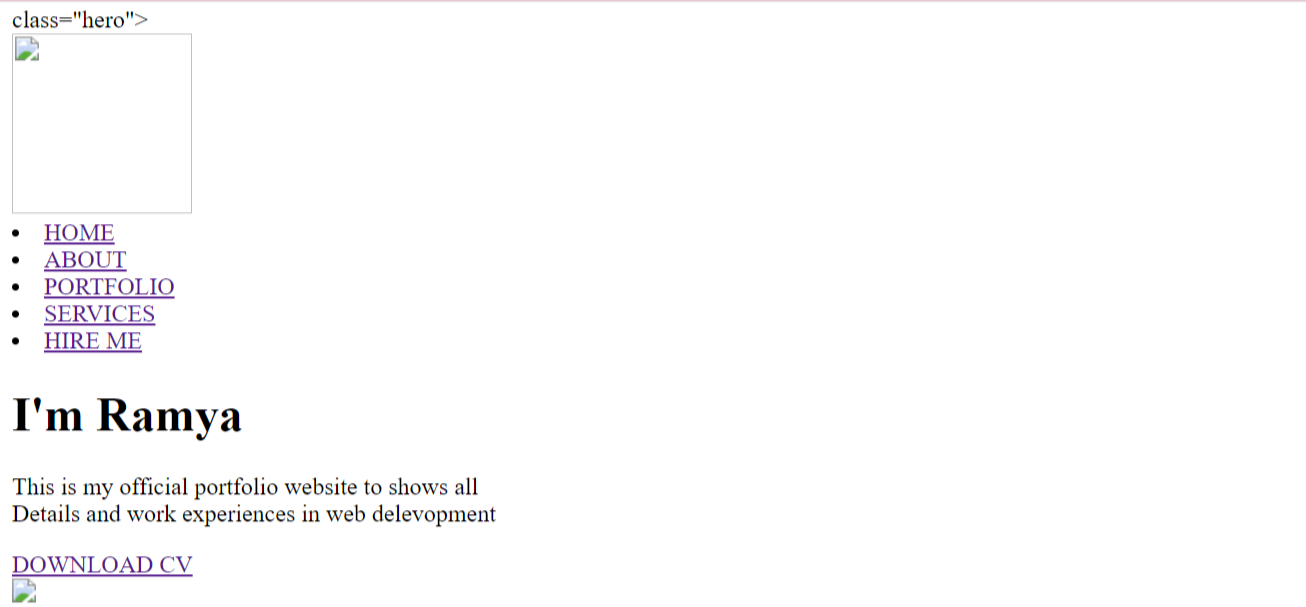 class="hero">
HOME
ABOUT
PORTFOLIO
SERVICES
HIRE ME
I'm Ramya
This is my official portfolio website to shows all
Details and work experiences in web delevopment
DOWNLOAD CV